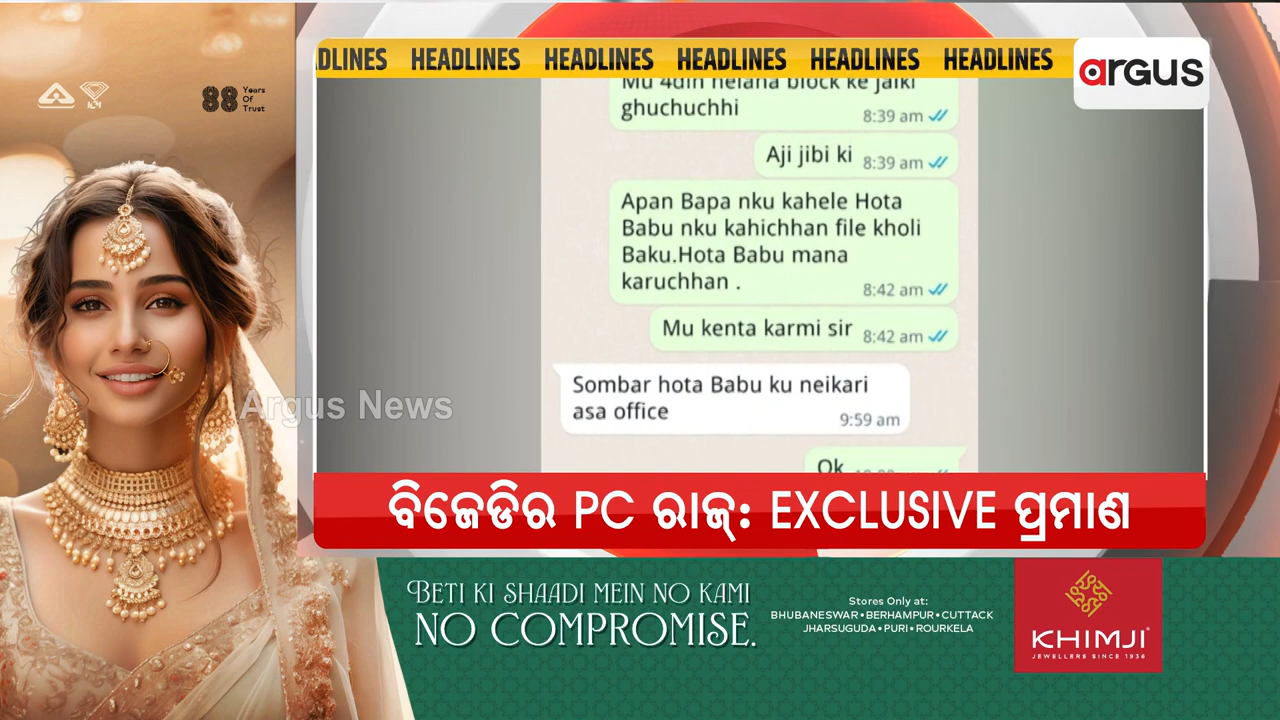 DLINES HEADLINES HEADLINES HEADLINES HEADLINES HEADLINES
argus
88 Years
Of
Trust
Mu 4din helana block ke jaiki
ghuchuchhi
8:39 am
Aji jibi ki 8:39 am
Apan Bapa nku kahele Hota
Babu nku kahichhan file kholi
Baku.Hota Babu mana
karuchhan .
8:42 am
Mu kenta karmi sir 8:42 am
Sombar hota Babu ku neikari
asa office
9:59 am
Ok
Argus News
ବିଜେଡିର PC ରାଜ୍: EXCLUSIVE ପ୍ରମାଣ
BETI KI SHAADI MEIN NO KAMI
NO COMPROMISE.
Stores Only at:
BHUBANESWAR • BERHAMPUR • CUTTACK
JHARSUGUDA • PURI • ROURKELA
KHIMJI
JEWELLERS SINCE 1936